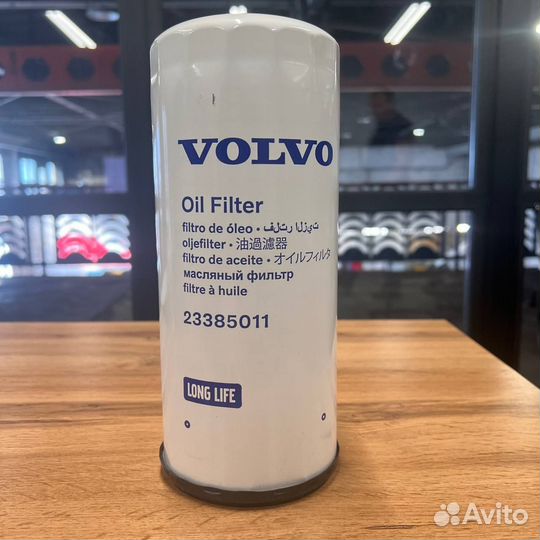 VOLVO
Oil Filter
filtro de óleo • فلتر الزيت
oljefilter • 油過濾器
filtro de aceite • オイルフィルタ
масляный фильтр
filtre à huile
23385011
LONG LIFE
Avito